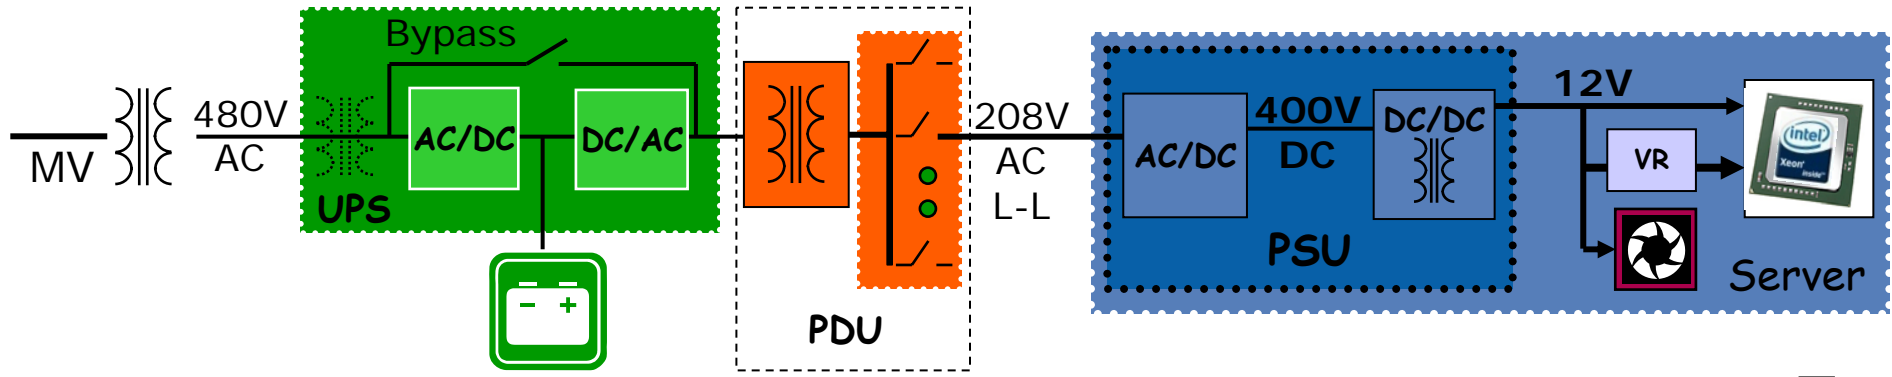 MV
480V
AC
Bypass
AC/DC
DC/AC
UPS
- +
PDU
208V
AC
L-L
AC/DC
400V
DC
DC/DC
PSU
12V
VR
intel
Xeon
inside™
Server